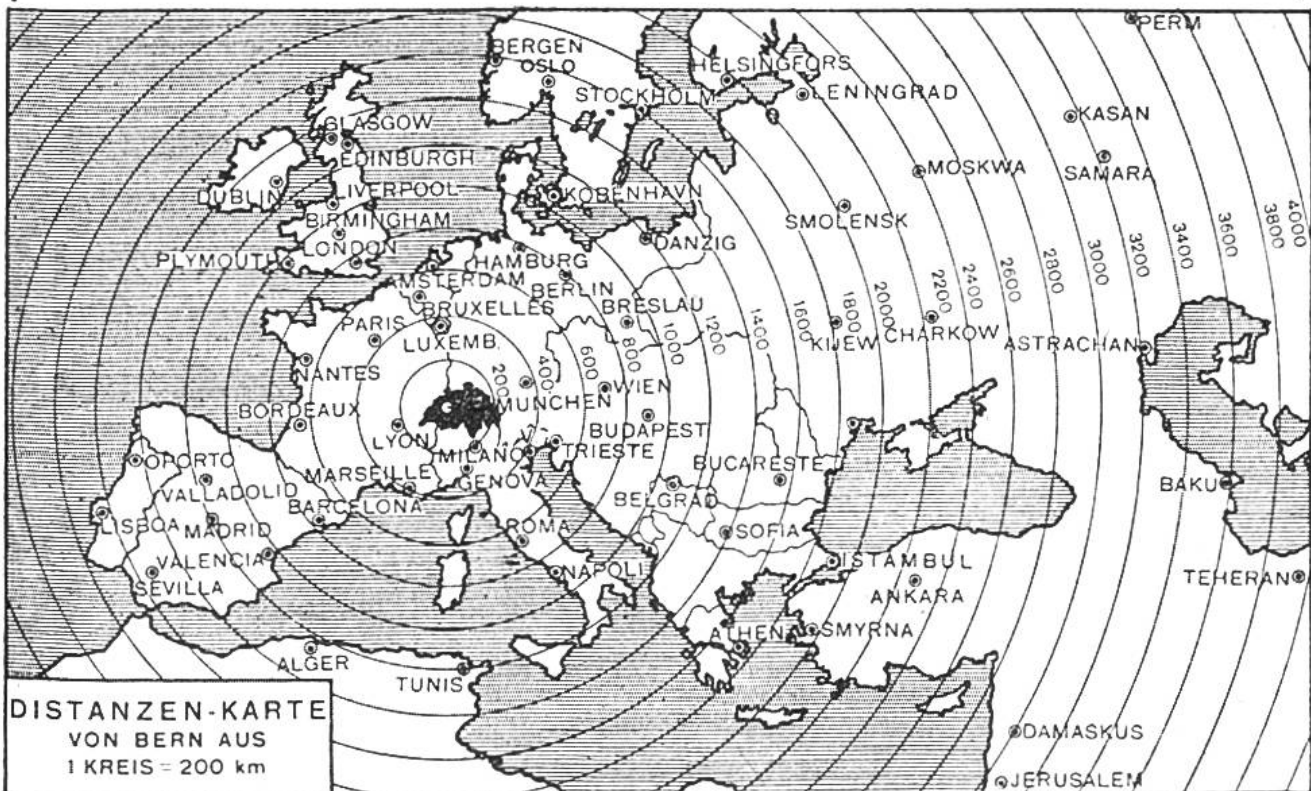 PERM
BERGEN
OSLO
HELSINGFORS
STOCKHOLM
LENINGRAD
KASAN
GLASGOW
EDINBURGH
MOSKWA
SAMARA
DUBLIN
LIVERPOOL
KOBENHAVN
SMOLENSK
BIRMINGHAM
LONDON
DANZIG
PLYMOUTH
HAMBURG
AMSTERDAM
BERLIN
BRUXELLES
BRESLAU
PARIS
LUXEMB.
KIJEW
CHARKOW
ASTRACHAN
NANTES
WIEN
MÜNCHEN
BORDEAUX
LYON
BUDAPEST
MILANO
TRIESTE
OPORTO
MARSEILLE
GENOVA
BUCAREST
VALLADOLID
BELGRAD
BAKU
BARCELONA
LISBOA
MADRID
ROMA
SOFIA
VALENCIA
ISTAMBUL
NAPOLI
TEHERAN
SEVILLA
ANKARA
ATHEN
SMYRNA
ALGER
TUNIS
DAMASKUS
JERUSALEM
200
400
600
800
1000
1200
1400
1600
1800
2000
2200
2400
2600
2800
3000
3200
3400
3600
3800
4000
DISTANZEN-KARTE
VON BERN AUS
1 KREIS = 200 km